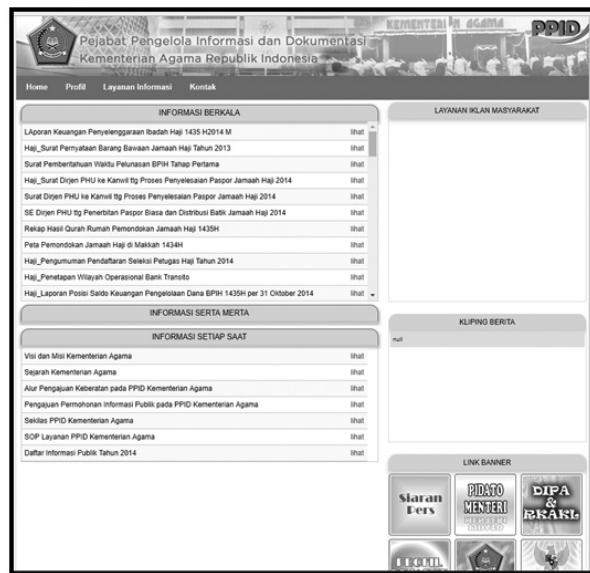 KEMENTERIAN AGAMA
PPID
Pejabat Pengelola Informasi dan Dokumentasi
Kementerian Agama Republik Indonesia
Home Profil Layanan Informasi Kontak
INFORMASI BERKALA
LAporan Keuangan Penyelenggaraan Ibadah Haji 1435 H2014 M lihat
Haji_Surat Pernyataan Barang Bawaan Jamaah Haji Tahun 2013 lihat
Surat Pemberitahuan Waktu Pelunasan BPIH Tahap Pertama lihat
Haji_Surat Dirjen PHU ke Kanwil ttg Proses Penyelesaian Paspor Jamaah Haji 2014 lihat
Surat Dirjen PHU ke Kanwil ttg Proses Penyelesaian Paspor Jamaah Haji 2014 lihat
SE Dirjen PHU ttg Penerbitan Paspor Biasa dan Distribusi Batik Jamaah Haji 2014 lihat
Rekap Hasil Qurah Rumah Pemondokan Jamaah Haji 1435H lihat
Peta Pemondokan Jamaah Haji di Makkah 1434H lihat
Haji_Pengumuman Pendaftaran Seleksi Petugas Haji Tahun 2014 lihat
Haji_Penetapan Wilayah Operasional Bank Transito lihat
Haji_Laporan Posisi Saldo Keuangan Pengelolaan Dana BPIH 1435H per 31 Oktober 2014 lihat
INFORMASI SERTA MERTA
INFORMASI SETIAP SAAT
Visi dan Misi Kementerian Agama lihat
Sejarah Kementerian Agama lihat
Alur Pengajuan Keberatan pada PPID Kementerian Agama lihat
Pengajuan Permohonan Informasi Publik pada PPID Kementerian Agama lihat
Sekilas PPID Kementerian Agama lihat
SOP Layanan PPID Kementerian Agama lihat
Daftar Informasi Publik Tahun 2014 lihat
LAYANAN IKLAN MASYARAKAT
KLIPING BERITA
null
LINK BANNER
Siaran
Pers
PIDATO
MENTERI
DIPA
&
RKAKL
PROFIL